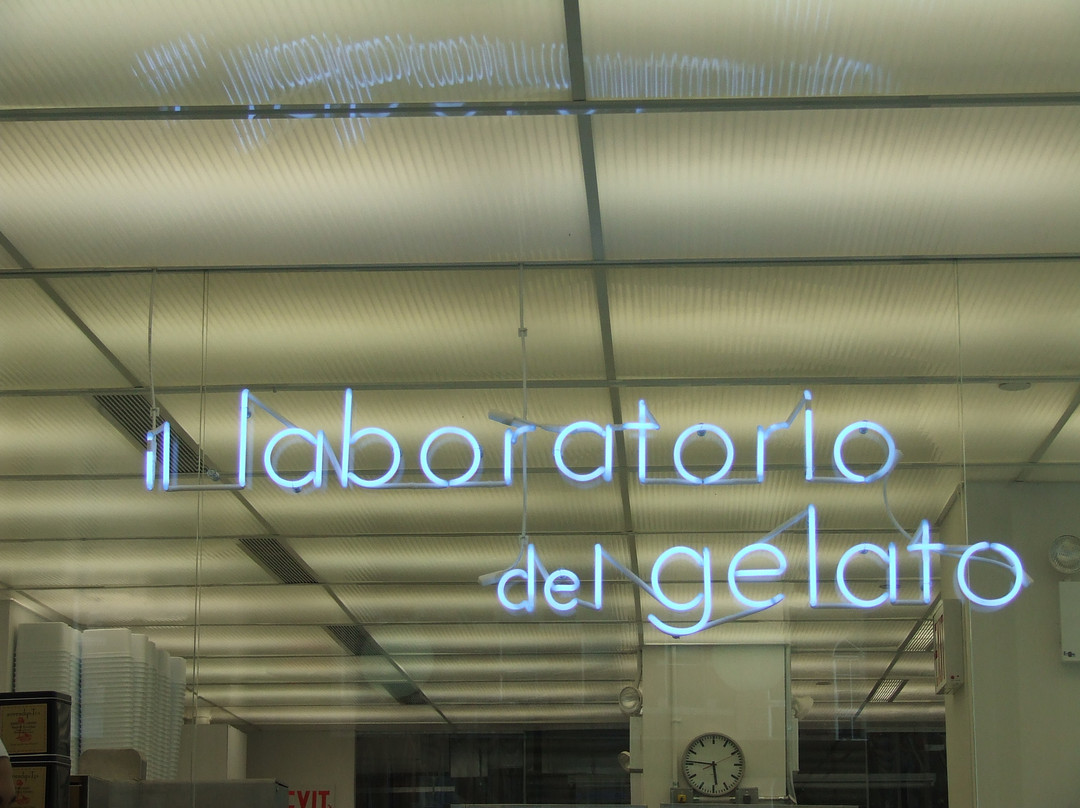 il laboratorio
del gelato
EXIT